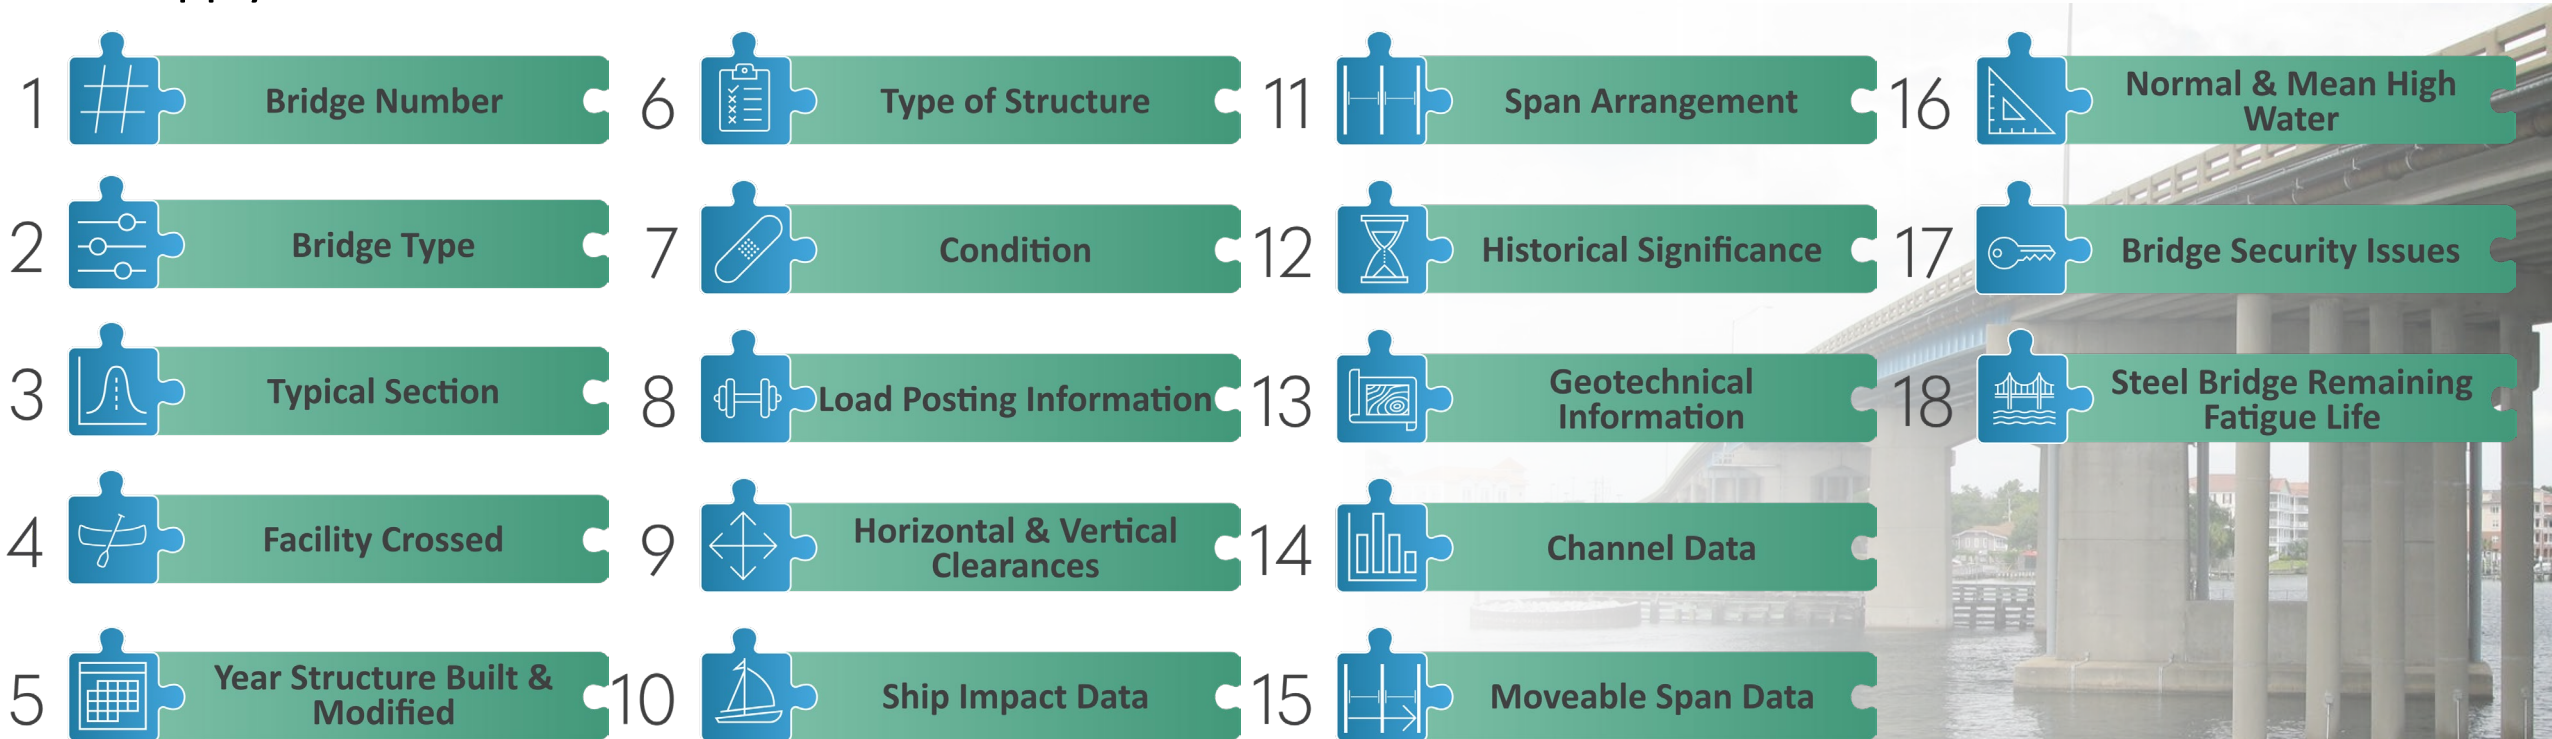 1
Bridge Number
2
Bridge Type
3
Typical Section
4
Facility Crossed
5
Year Structure Built &
Modified
6
Type of Structure
7
Condition
8
Load Posting Information
9
Horizontal & Vertical
Clearances
10
Ship Impact Data
11
Span Arrangement
12
Historical Significance
13
Geotechnical
Information
14
Channel Data
15
Moveable Span Data
16
Normal & Mean High
Water
17
Bridge Security Issues
18
Steel Bridge Remaining
Fatigue Life